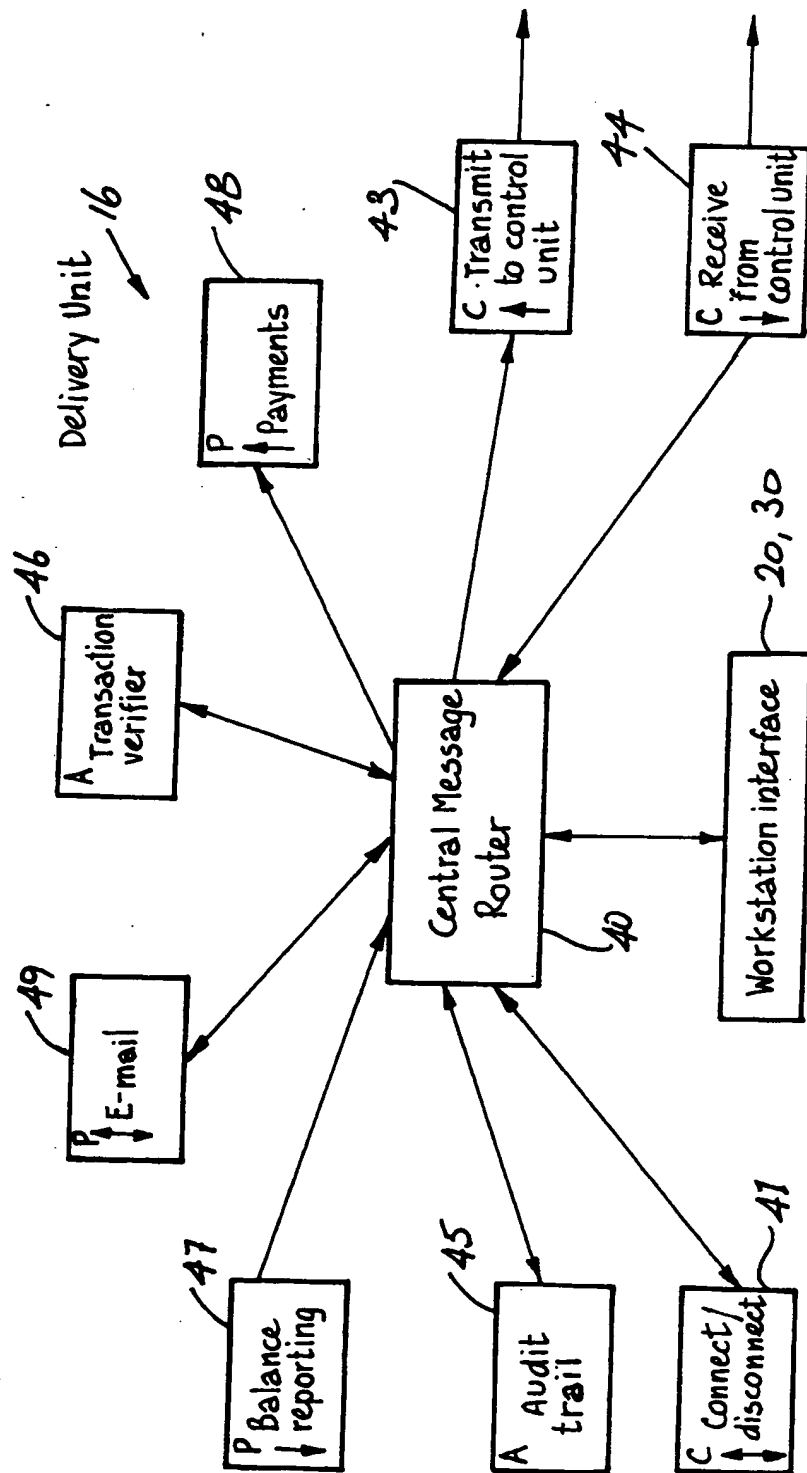 Delivery Unit
16
47
P Balance
reporting
49
P
E-mail
46
A Transaction
verifier
48
P
Payments
45
A Audit
trail
Central Message
Router
40
43
C Transmit
to control
unit
41
C Connect/
disconnect
Workstation interface
20, 30
44
C Receive
from
control unit